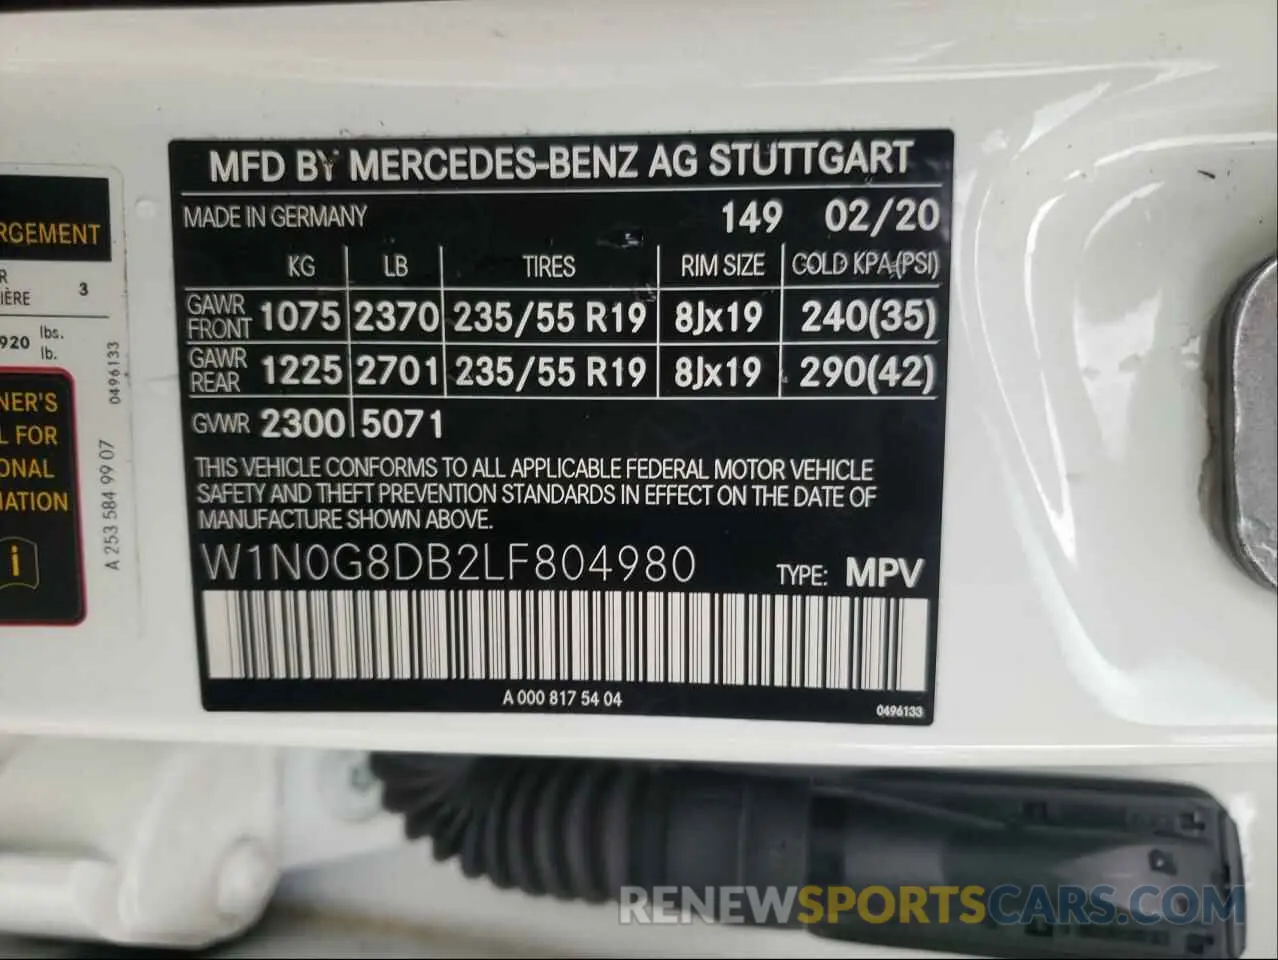 MFD BY MERCEDES-BENZ AG STUTTGART
MADE IN GERMANY 149 02/20
KG LB TIRES RIM SIZE COLD KPA(PSI)
GAWR FRONT 1075 2370 235/55 R19 8Jx19 240(35)
GAWR REAR 1225 2701 235/55 R19 8Jx19 290(42)
GVWR 2300 5071
THIS VEHICLE CONFORMS TO ALL APPLICABLE FEDERAL MOTOR VEHICLE
SAFETY AND THEFT PREVENTION STANDARDS IN EFFECT ON THE DATE OF
MANUFACTURE SHOWN ABOVE.
W1N0G8DB2LF804980 TYPE: MPV
A 000 817 54 04
0496133
RGEMENT
R
IÈRE 3
920 lbs.
lb.
NER'S
L FOR
ONAL
MATION
i
0496133
A 253 584 99 07
RENEWSPORTSCARS.COM